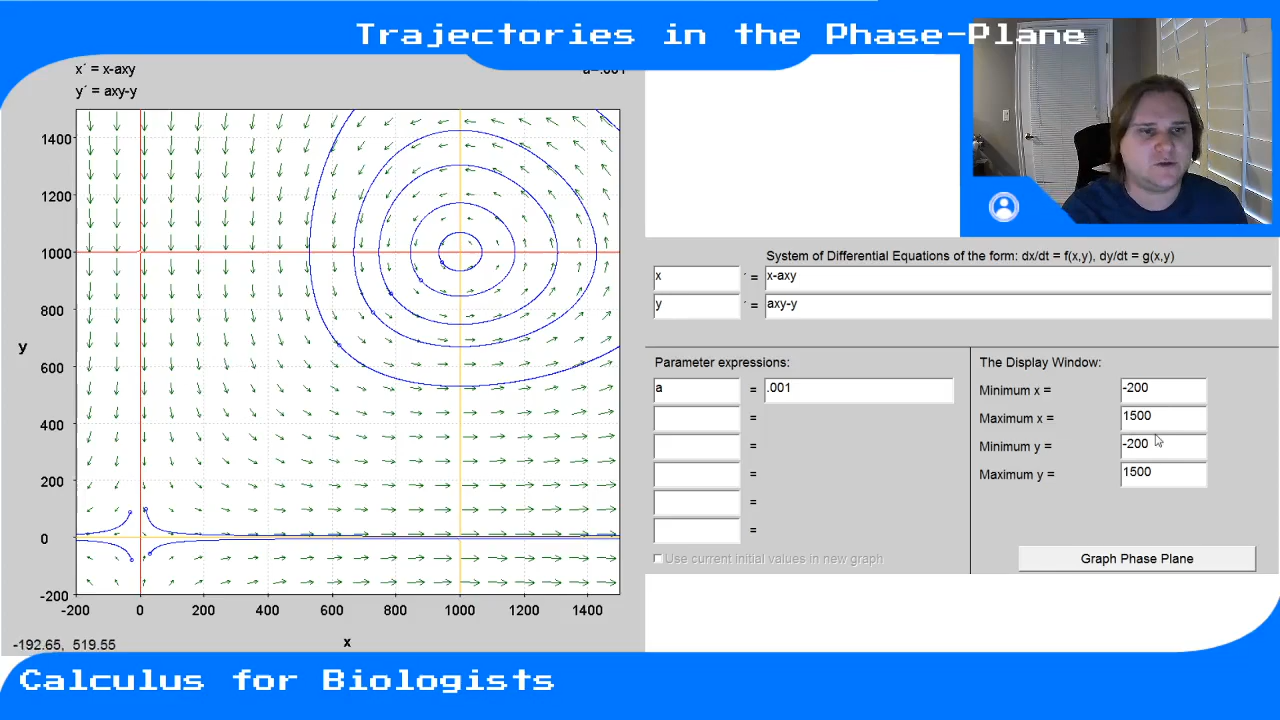 Trajectories in the Phase-Plane
x´ = x-axy
a=.001
y´ = axy-y
1400
1200
1000
800
600
400
200
0
-200
y
-200 0 200 400 600 800 1000 1200 1400
x
-192.65, 519.55
System of Differential Equations of the form: dx/dt = f(x,y), dy/dt = g(x,y)
x ´ = x-axy
y ´ = axy-y
Parameter expressions:
a = .001
=
=
=
=
=
Use current initial values in new graph
The Display Window:
Minimum x = -200
Maximum x = 1500
Minimum y = -200
Maximum y = 1500
Graph Phase Plane
Calculus for Biologists